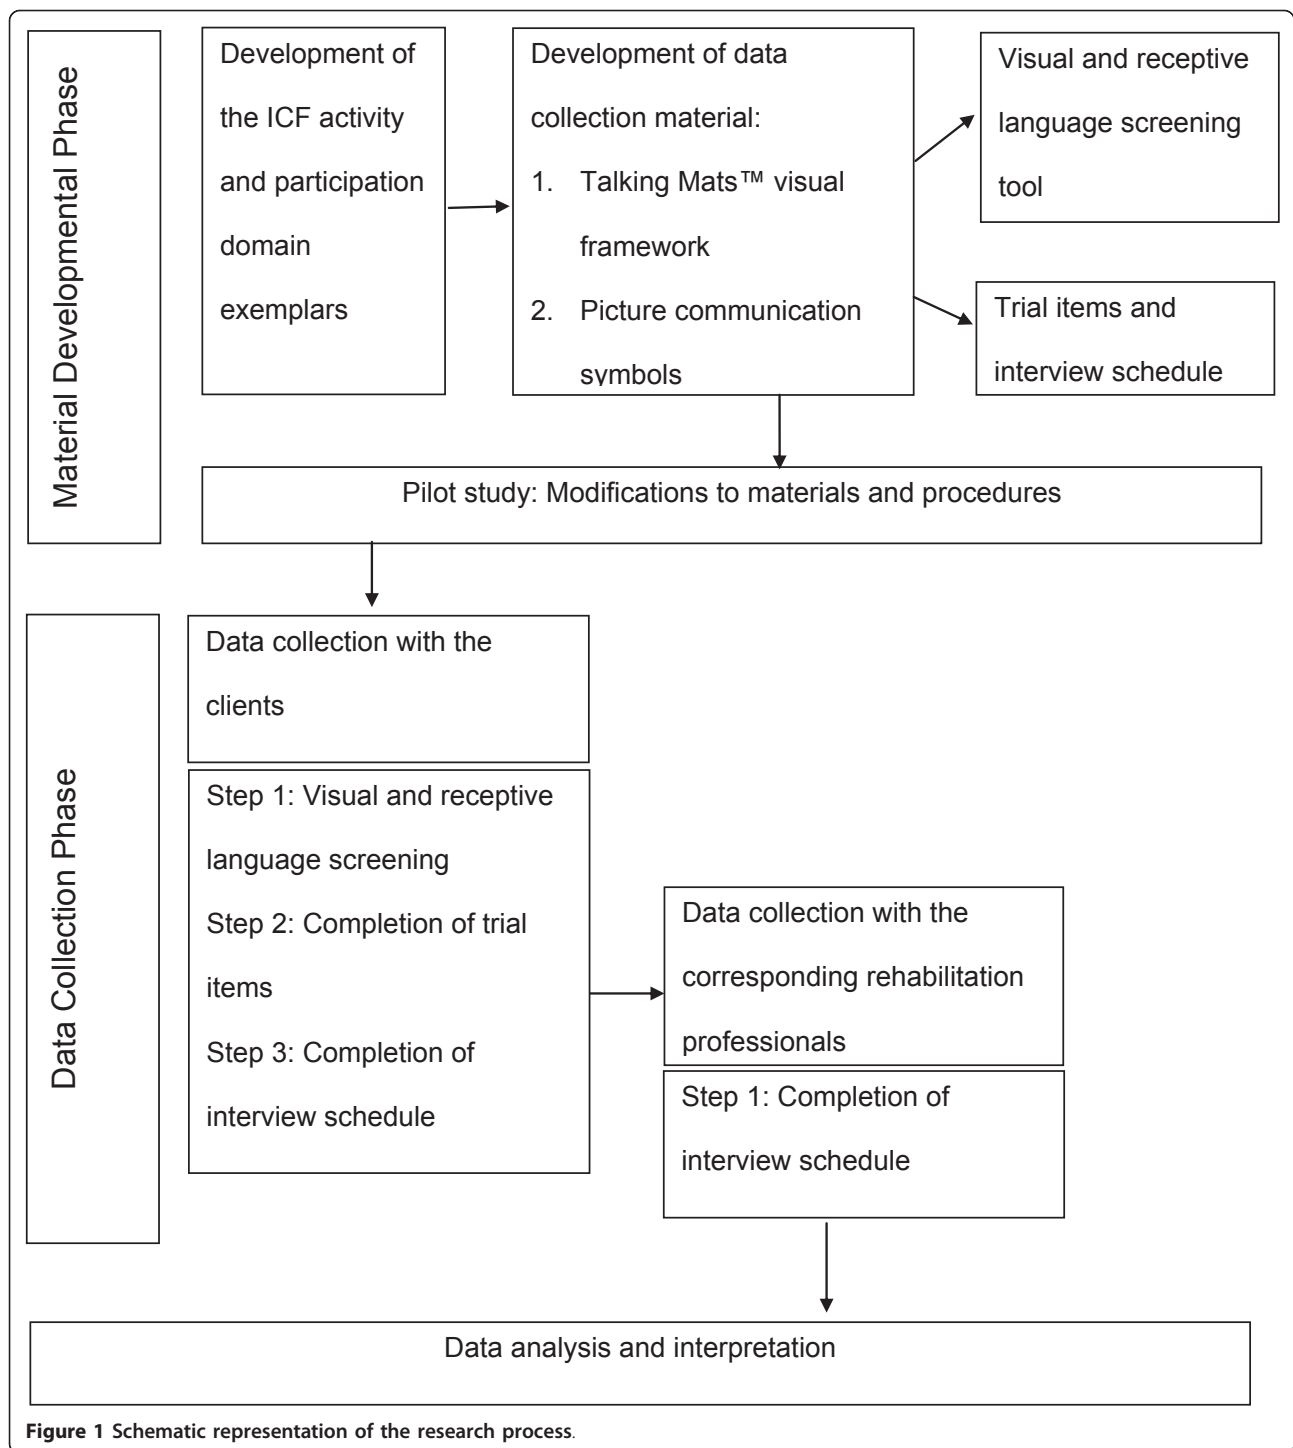 Material Developmental Phase
Development of
the ICF activity
and participation
domain
exemplars
Development of data
collection material:
1. Talking Mats™ visual
framework
2. Picture communication
symbols
Visual and receptive
language screening
tool
Trial items and
interview schedule
Pilot study: Modifications to materials and procedures
Data Collection Phase
Data collection with the
clients
Step 1: Visual and receptive
language screening
Step 2: Completion of trial
items
Step 3: Completion of
interview schedule
Data collection with the
corresponding rehabilitation
professionals
Step 1: Completion of
interview schedule
Data analysis and interpretation
Figure 1 Schematic representation of the research process.